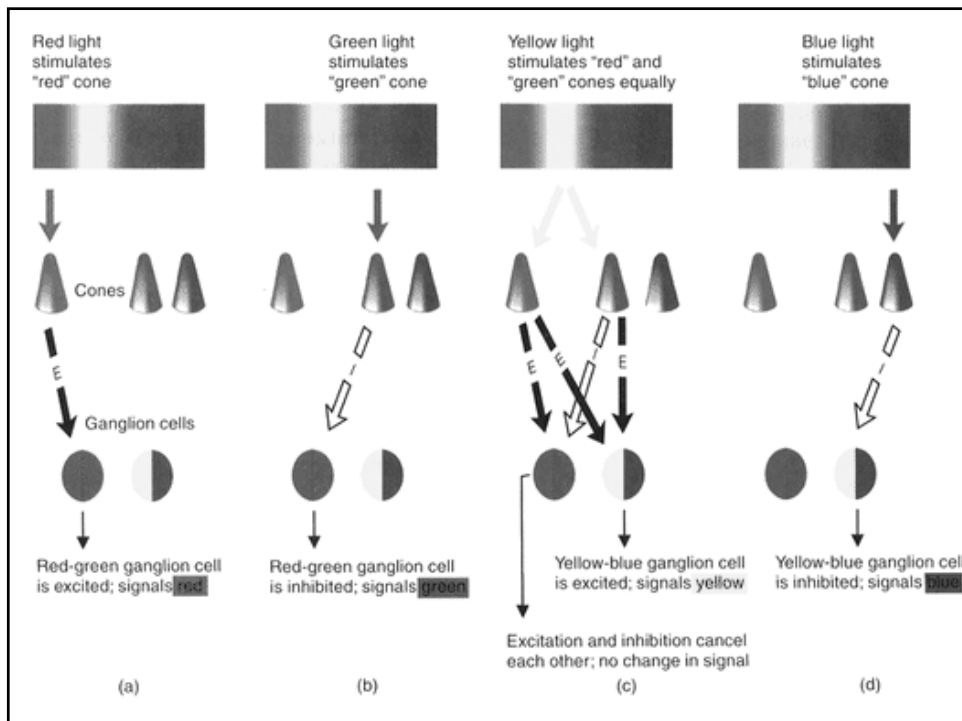 Red light
stimulates
“red” cone
Green light
stimulates
“green” cone
Yellow light
stimulates “red” and
“green” cones equally
Blue light
stimulates
“blue” cone
Cones
E
E
E
E
I
I
I
Ganglion cells
Red-green ganglion cell
is excited; signals red
Red-green ganglion cell
is inhibited; signals green
Yellow-blue ganglion cell
is excited; signals yellow
Yellow-blue ganglion cell
is inhibited; signals blue
Excitation and inhibition cancel
each other; no change in signal
(a)
(b)
(c)
(d)